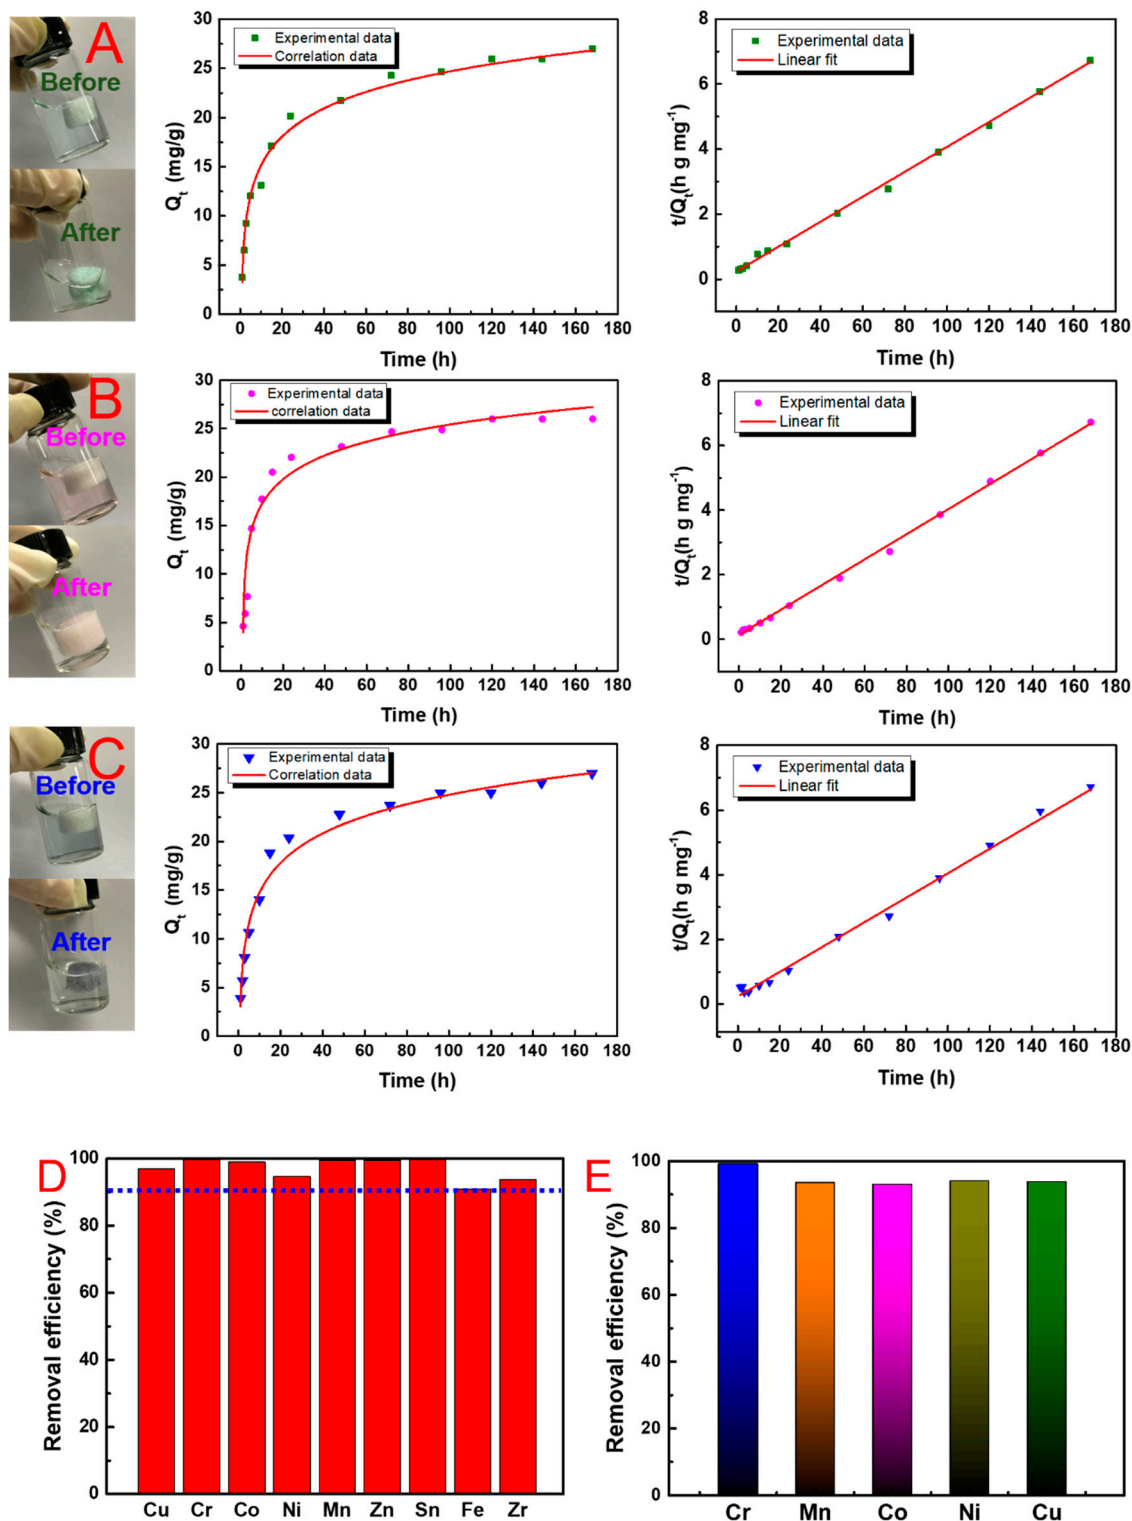 A
Before
After
30
25
20
15
10
5
0
Qt (mg/g)
Experimental data
Correlation data
0 20 40 60 80 100 120 140 160 180
Time (h)
8
6
4
2
0
t/Qt(h g mg-1)
Experimental data
Linear fit
0 20 40 60 80 100 120 140 160 180
Time (h)
B
Before
After
30
25
20
15
10
5
0
Qt (mg/g)
Experimental data
correlation data
0 20 40 60 80 100 120 140 160 180
Time (h)
8
6
4
2
0
t/Qt(h g mg-1)
Experimental data
Linear fit
0 20 40 60 80 100 120 140 160 180
Time (h)
C
Before
After
30
25
20
15
10
5
0
Qt (mg/g)
Experimental data
Correlation data
0 20 40 60 80 100 120 140 160 180
Time (h)
8
6
4
2
0
t/Qt(h g mg-1)
Experimental data
Linear fit
0 20 40 60 80 100 120 140 160 180
Time (h)
D
100
80
60
40
20
0
Removal efficiency (%)
Cu Cr Co Ni Mn Zn Sn Fe Zr
E
100
80
60
40
20
0
Removal efficiency (%)
Cr Mn Co Ni Cu